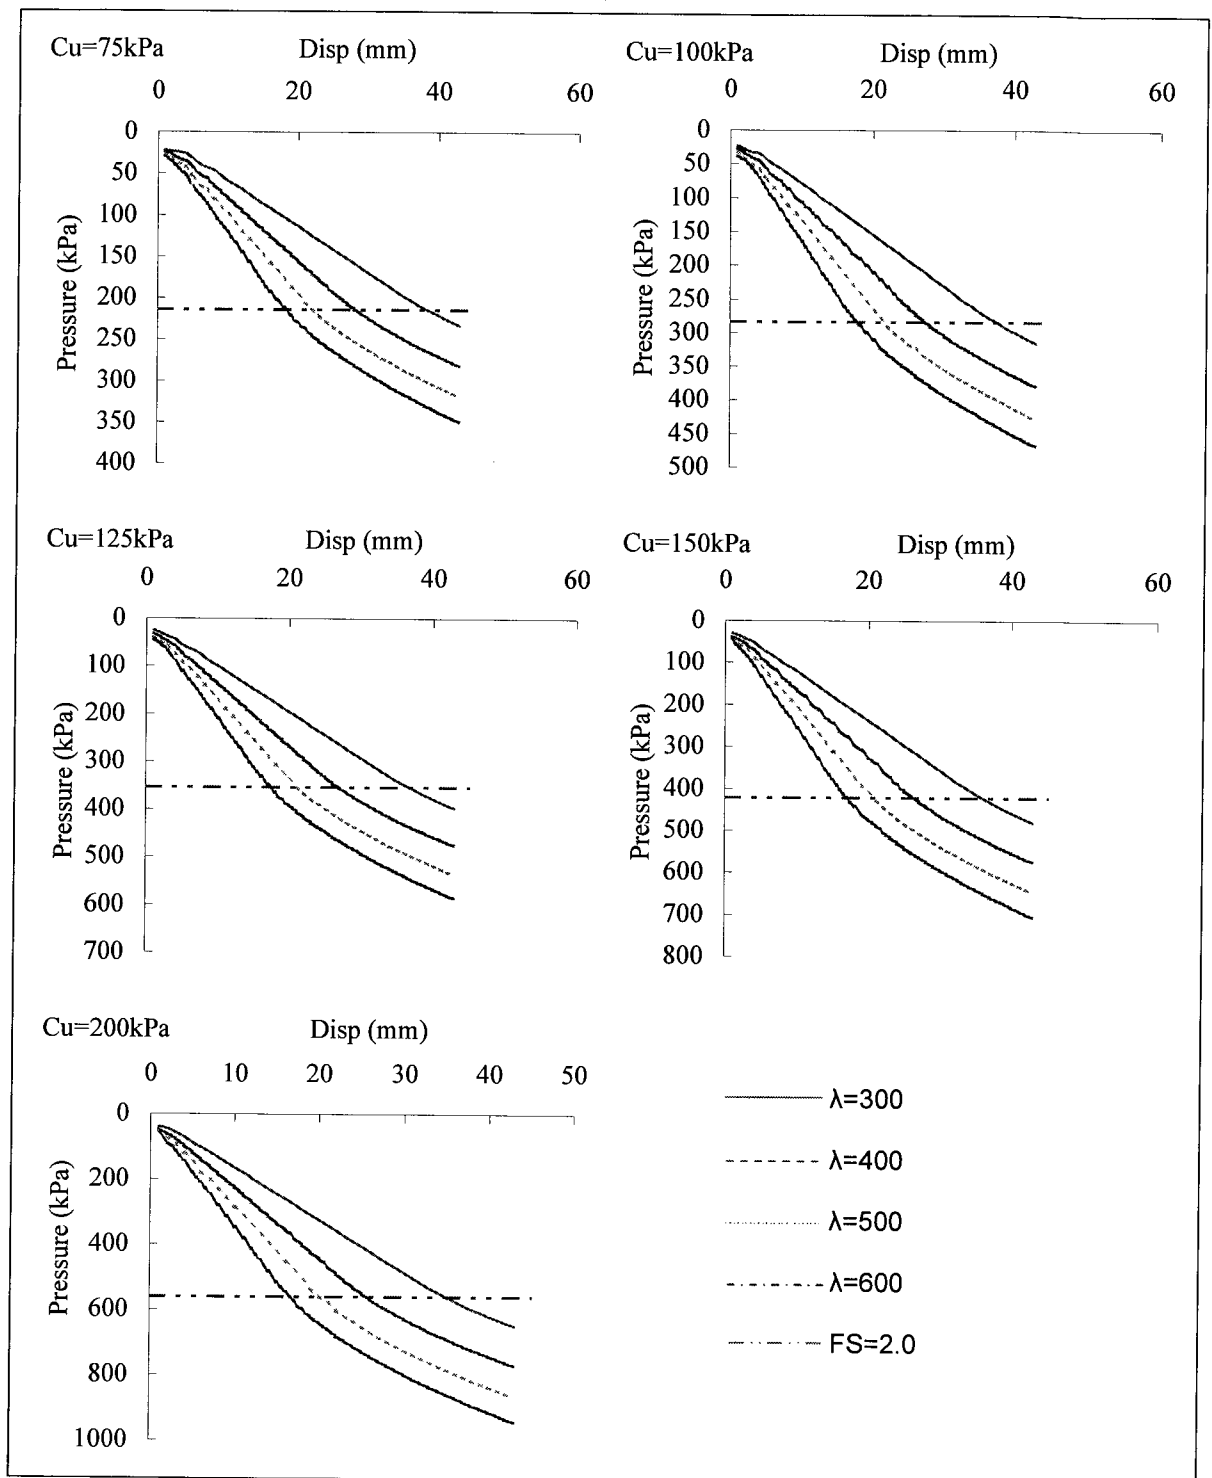 Cu=75kPa Disp (mm)
0 20 40 60
0
50
100
150
200
250
300
350
400
Pressure (kPa)
Cu=100kPa Disp (mm)
0 20 40 60
0
50
100
150
200
250
300
350
400
450
500
Pressure (kPa)
Cu=125kPa Disp (mm)
0 20 40 60
0
100
200
300
400
500
600
700
Pressure (kPa)
Cu=150kPa Disp (mm)
0 20 40 60
0
100
200
300
400
500
600
700
800
Pressure (kPa)
Cu=200kPa Disp (mm)
0 10 20 30 40 50
0
200
400
600
800
1000
Pressure (kPa)
λ=300
λ=400
λ=500
λ=600
FS=2.0